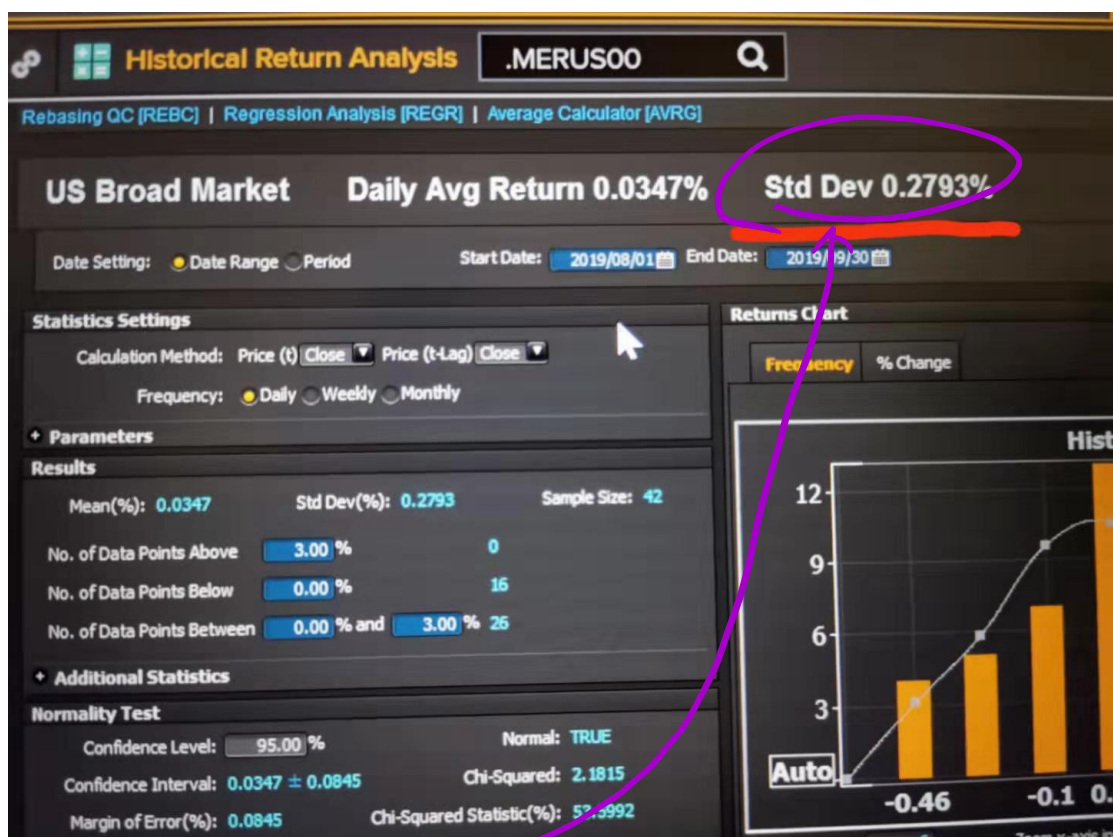 Historical Return Analysis .MERUS00
Rebasing QC [REBC] | Regression Analysis [REGR] | Average Calculator [AVRG]
US Broad Market Daily Avg Return 0.0347% Std Dev 0.2793%
Date Setting: Date Range Period Start Date: 2019/08/01 End Date: 2019/09/30
Statistics Settings
Calculation Method: Price (t) Close Price (t-Lag) Close
Frequency: Daily Weekly Monthly
+ Parameters
Results
Mean(%): 0.0347 Std Dev(%): 0.2793 Sample Size: 42
No. of Data Points Above 3.00 % 0
No. of Data Points Below 0.00 % 16
No. of Data Points Between 0.00 % and 3.00 % 26
+ Additional Statistics
Normality Test
Confidence Level: 95.00 % Normal: TRUE
Confidence Interval: 0.0347 ± 0.0845 Chi-Squared: 2.1815
Margin of Error(%): 0.0845 Chi-Squared Statistic(%):
Returns Chart
Frequency % Change
Hist
12
9
6
3
Auto
-0.46 -0.1 0.